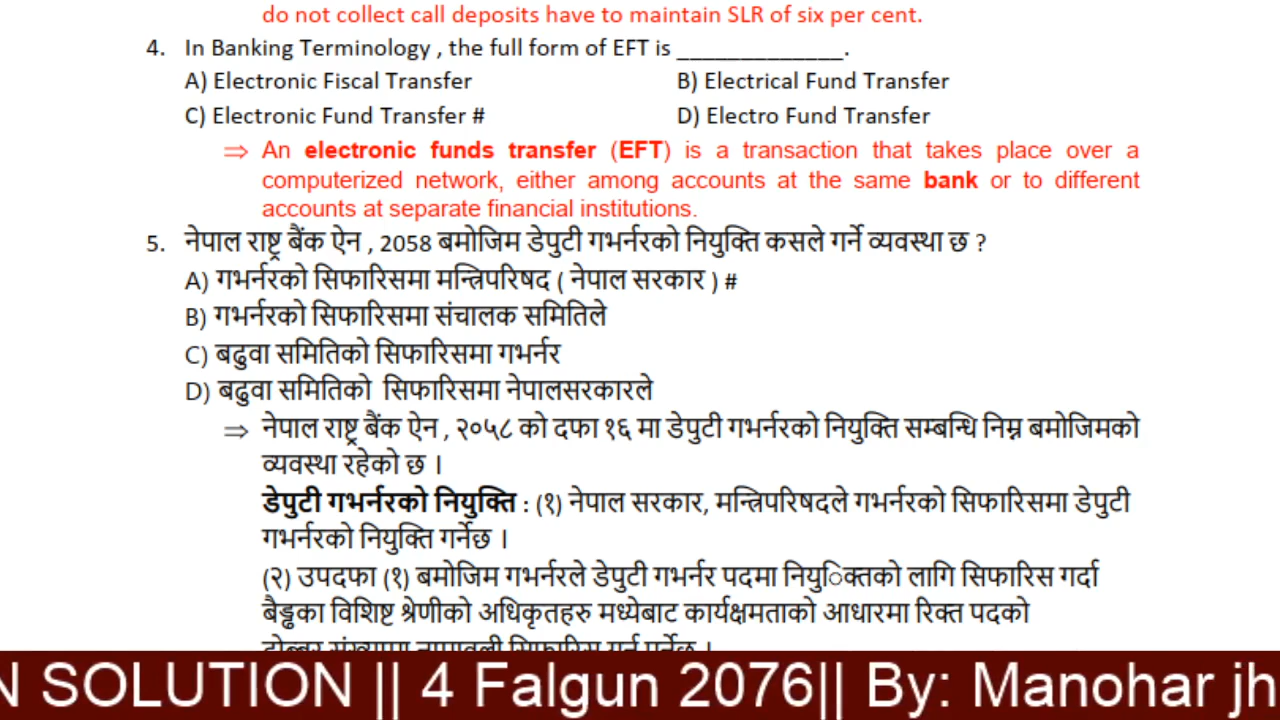 do not collect call deposits have to maintain SLR of six per cent.
4. In Banking Terminology , the full form of EFT is _____________.
A) Electronic Fiscal Transfer B) Electrical Fund Transfer
C) Electronic Fund Transfer # D) Electro Fund Transfer
⇒ An electronic funds transfer (EFT) is a transaction that takes place over a
computerized network, either among accounts at the same bank or to different
accounts at separate financial institutions.
5. नेपाल राष्ट्र बैंक ऐन , 2058 बमोजिम डेपुटी गभर्नरको नियुक्ति कसले गर्ने व्यवस्था छ ?
A) गभर्नरको सिफारिसमा मन्त्रिपरिषद ( नेपाल सरकार ) #
B) गभर्नरको सिफारिसमा संचालक समितिले
C) बढुवा समितिको सिफारिसमा गभर्नर
D) बढुवा समितिको सिफारिसमा नेपालसरकारले
⇒ नेपाल राष्ट्र बैंक ऐन , २०५८ को दफा १६ मा डेपुटी गभर्नरको नियुक्ति सम्बन्धि निम्न बमोजिमको
व्यवस्था रहेको छ ।
डेपुटी गभर्नरको नियुक्ति : (१) नेपाल सरकार, मन्त्रिपरिषदले गभर्नरको सिफारिसमा डेपुटी
गभर्नरको नियुक्ति गर्नेछ ।
(२) उपदफा (१) बमोजिम गभर्नरले डेपुटी गभर्नर पदमा नियुिक्तको लागि सिफारिस गर्दा
बैङ्ढका विशिष्ट श्रेणीको अधिकृतहरु मध्येबाट कार्यक्षमताको आधारमा रिक्त पदको
N SOLUTION || 4 Falgun 2076|| By: Manohar jh